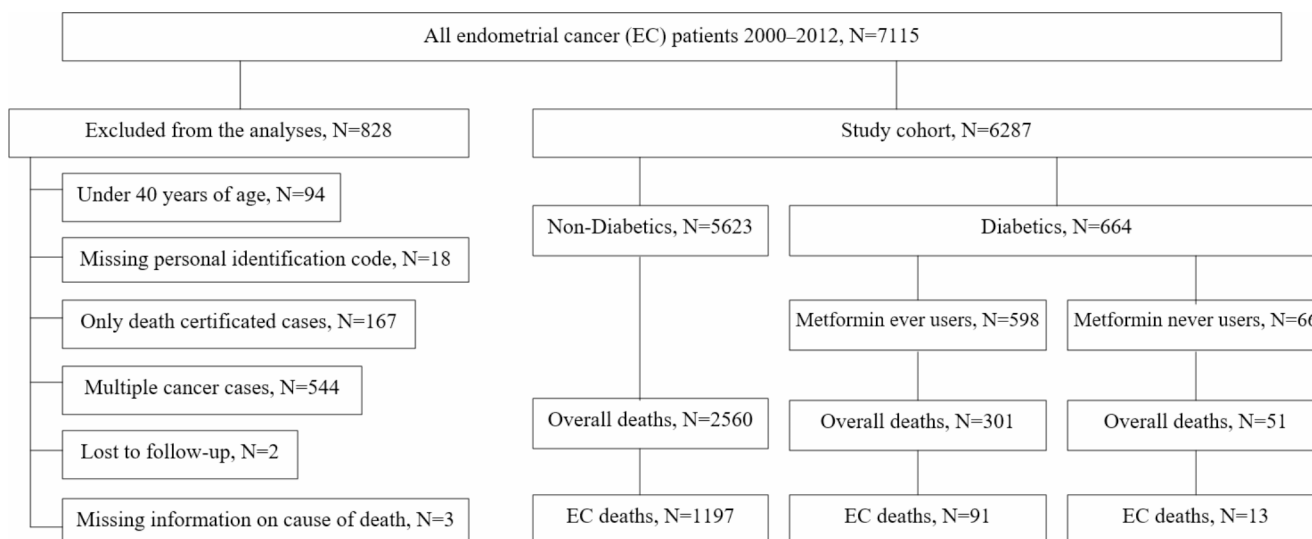 All endometrial cancer (EC) patients 2000–2012, N=7115
Excluded from the analyses, N=828
Study cohort, N=6287
Under 40 years of age, N=94
Missing personal identification code, N=18
Only death certificated cases, N=167
Multiple cancer cases, N=544
Lost to follow-up, N=2
Missing information on cause of death, N=3
Non-Diabetics, N=5623
Diabetics, N=664
Metformin ever users, N=598
Metformin never users, N=66
Overall deaths, N=2560
Overall deaths, N=301
Overall deaths, N=51
EC deaths, N=1197
EC deaths, N=91
EC deaths, N=13